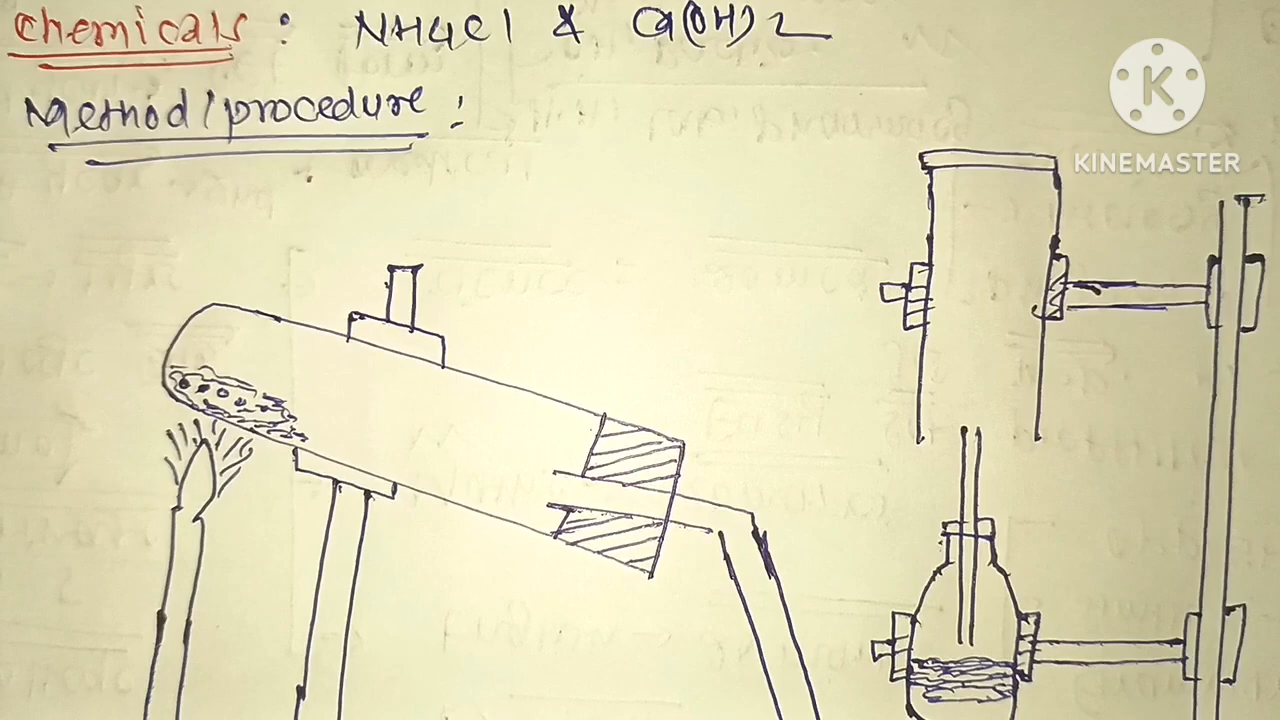 Chemicals : NH4Cl & Ca(OH)2
Method/procedure :
K
KINEMASTER